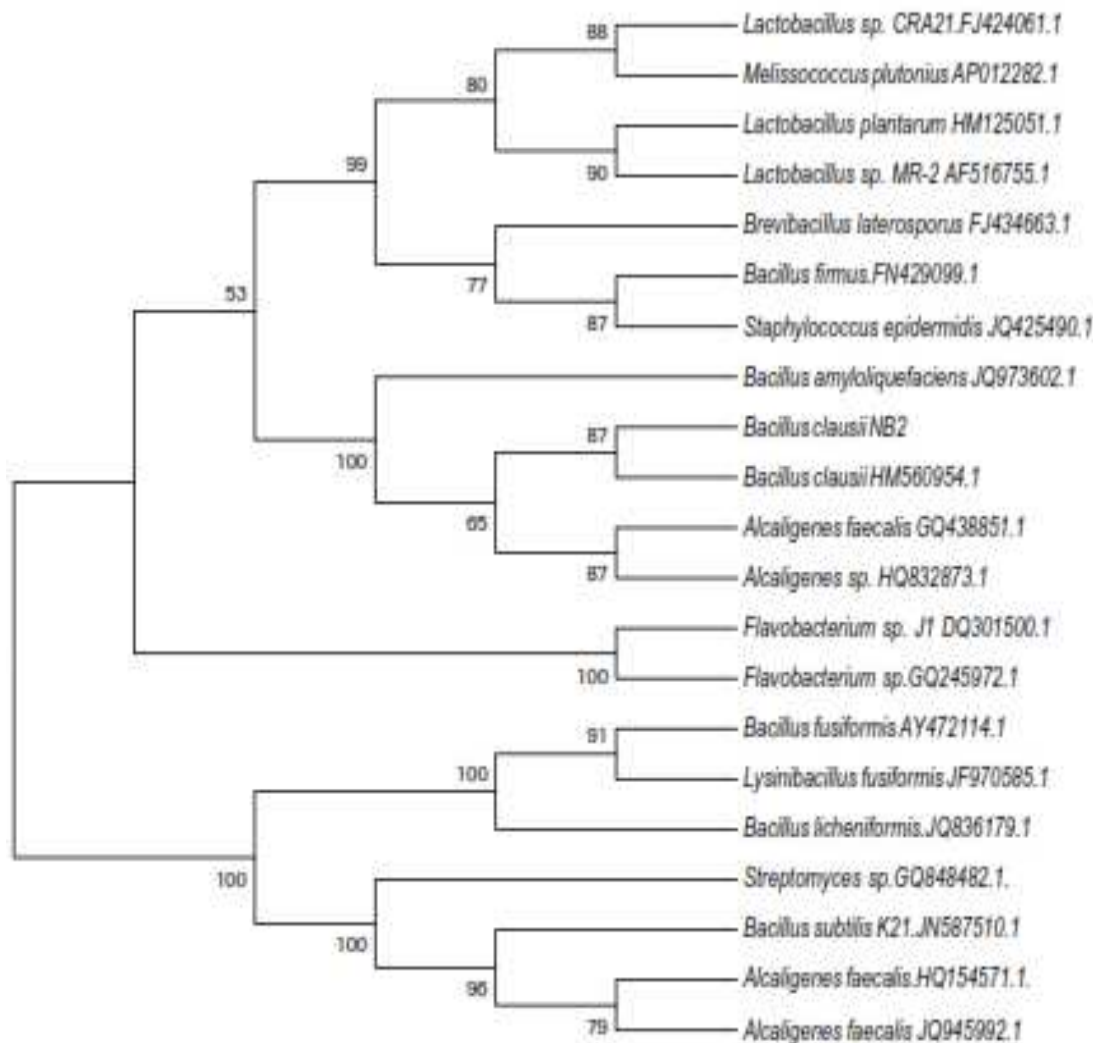 88
Lactobacillus sp. CRA21.FJ424061.1
Melissococcus plutonius AP012282.1
80
Lactobacillus plantarum HM125051.1
99
90
Lactobacillus sp. MR-2 AF516755.1
Brevibacillus laterosporus FJ434663.1
77
Bacillus firmus.FN429099.1
53
87
Staphylococcus epidermidis JQ425490.1
Bacillus amyloliquefaciens JQ973602.1
87
Bacillus clausii NB2
100
Bacillus clausii HM560954.1
65
Alcaligenes faecalis GQ438851.1
87
Alcaligenes sp. HQ832873.1
Flavobacterium sp. J1 DQ301500.1
100
Flavobacterium sp.GQ245972.1
91
Bacillus fusiformis AY472114.1
100
Lysinibacillus fusiformis JF970585.1
Bacillus licheniformis.JQ836179.1
100
Streptomyces sp.GQ848482.1.
100
Bacillus subtilis K21.JN587510.1
96
Alcaligenes faecalis.HQ154571.1.
79
Alcaligenes faecalis JQ945992.1